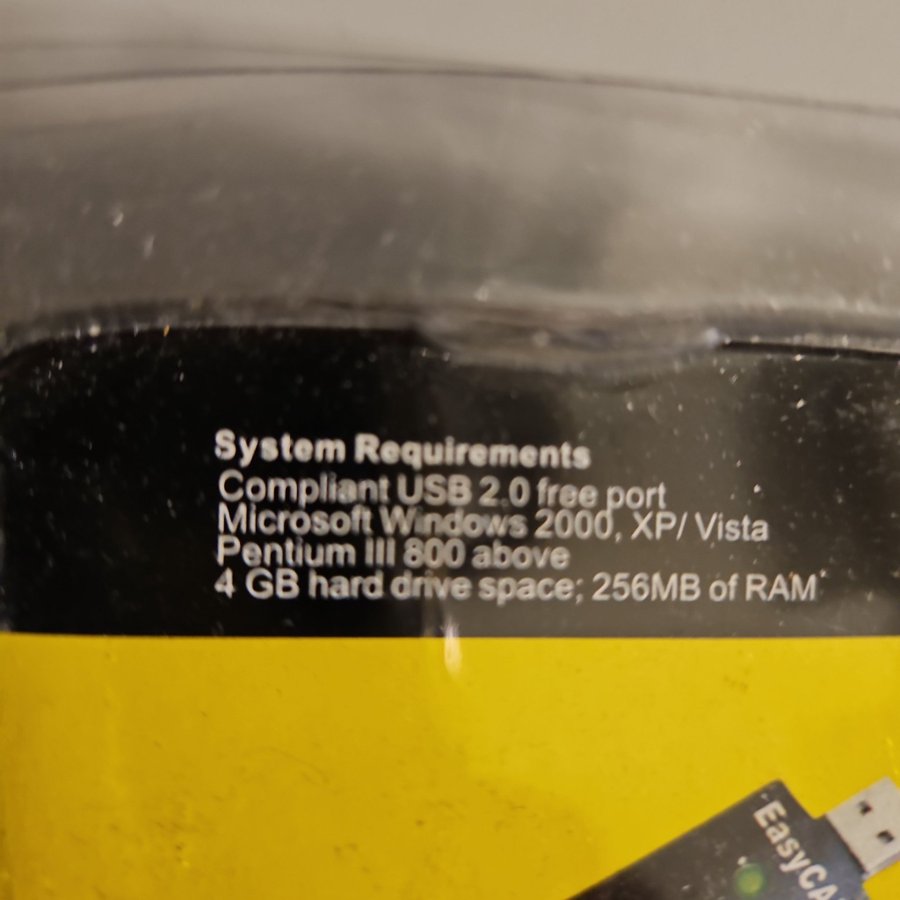 System Requirements
Compliant USB 2.0 free port
Microsoft Windows 2000, XP/ Vista
Pentium III 800 above
4 GB hard drive space; 256MB of RAM
EasyCA